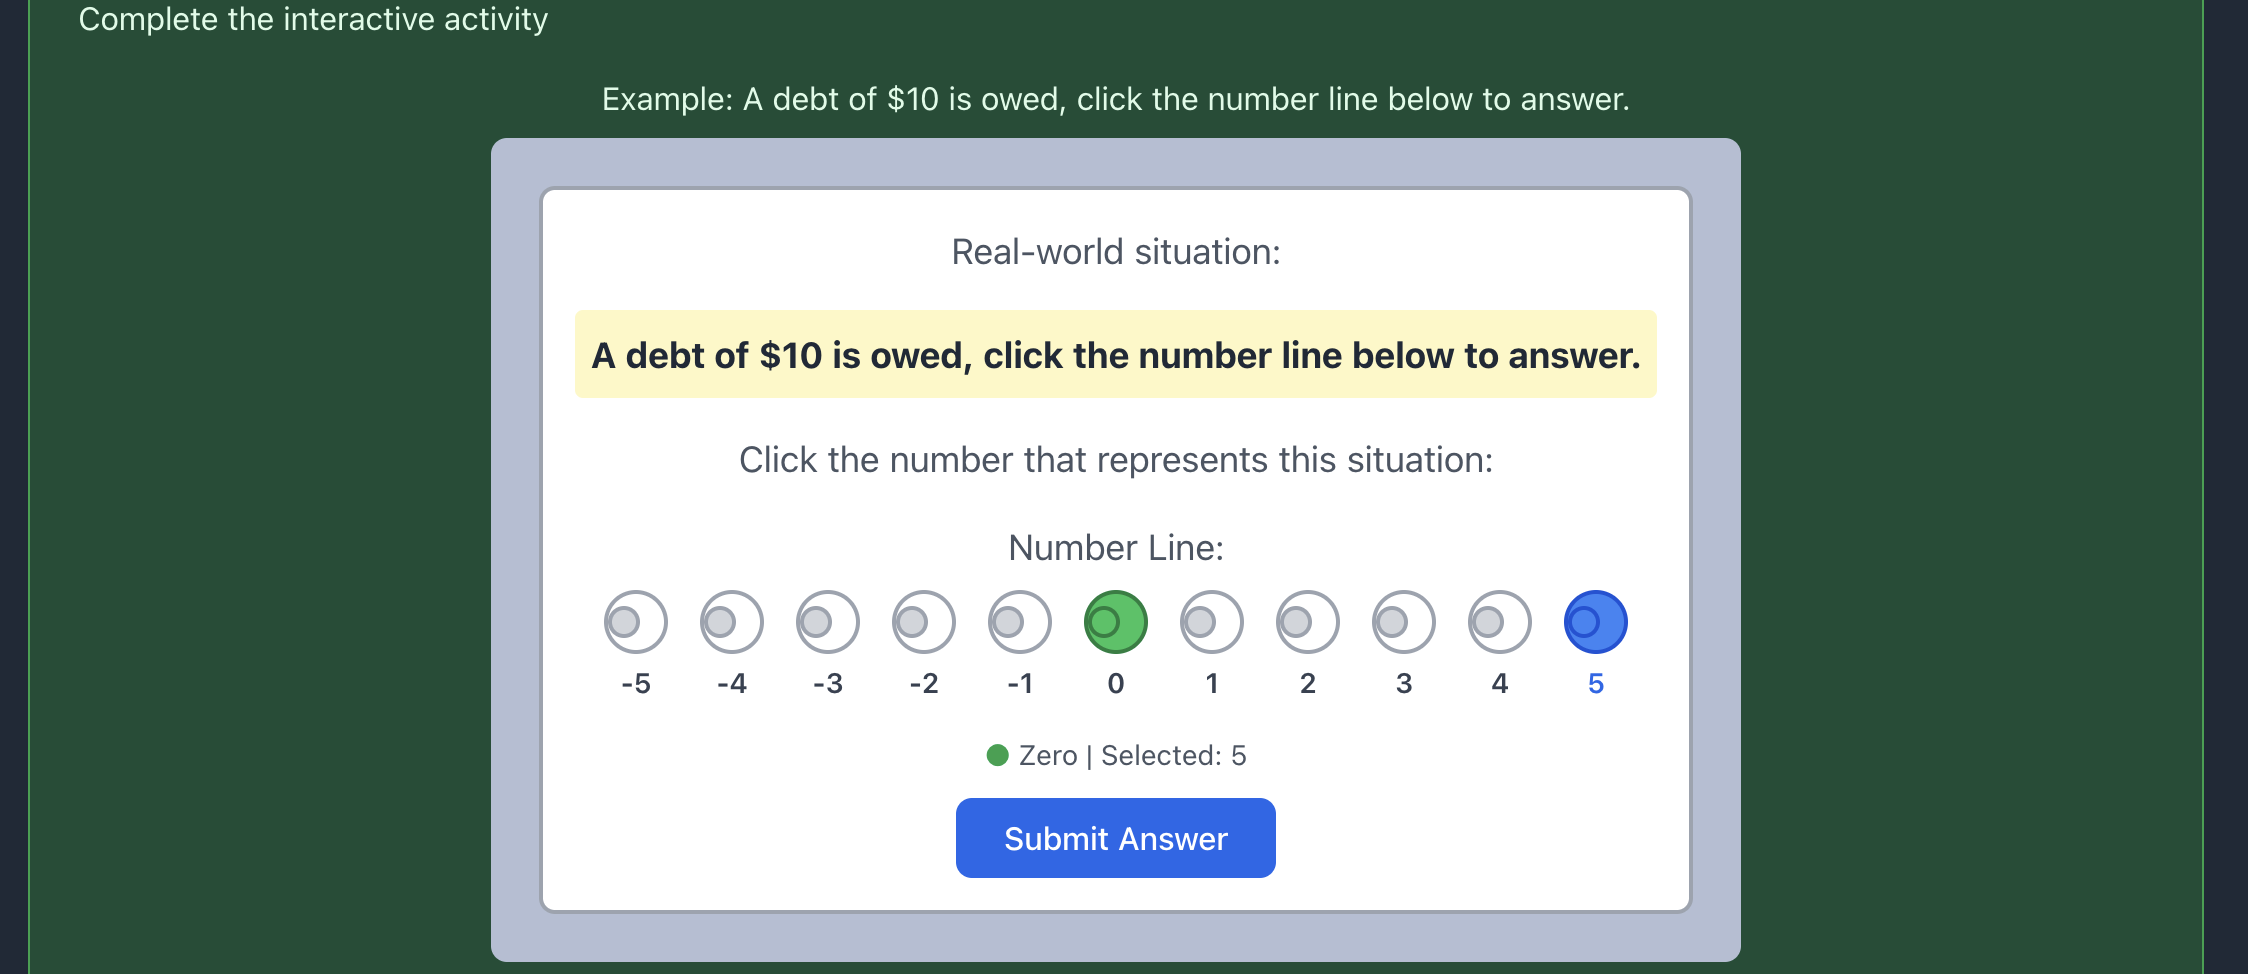 Complete the interactive activity
Example: A debt of $10 is owed, click the number line below to answer.
Real-world situation:
A debt of $10 is owed, click the number line below to answer.
Click the number that represents this situation:
Number Line:
-5 -4 -3 -2 -1 0 1 2 3 4 5
Zero | Selected: 5
Submit Answer